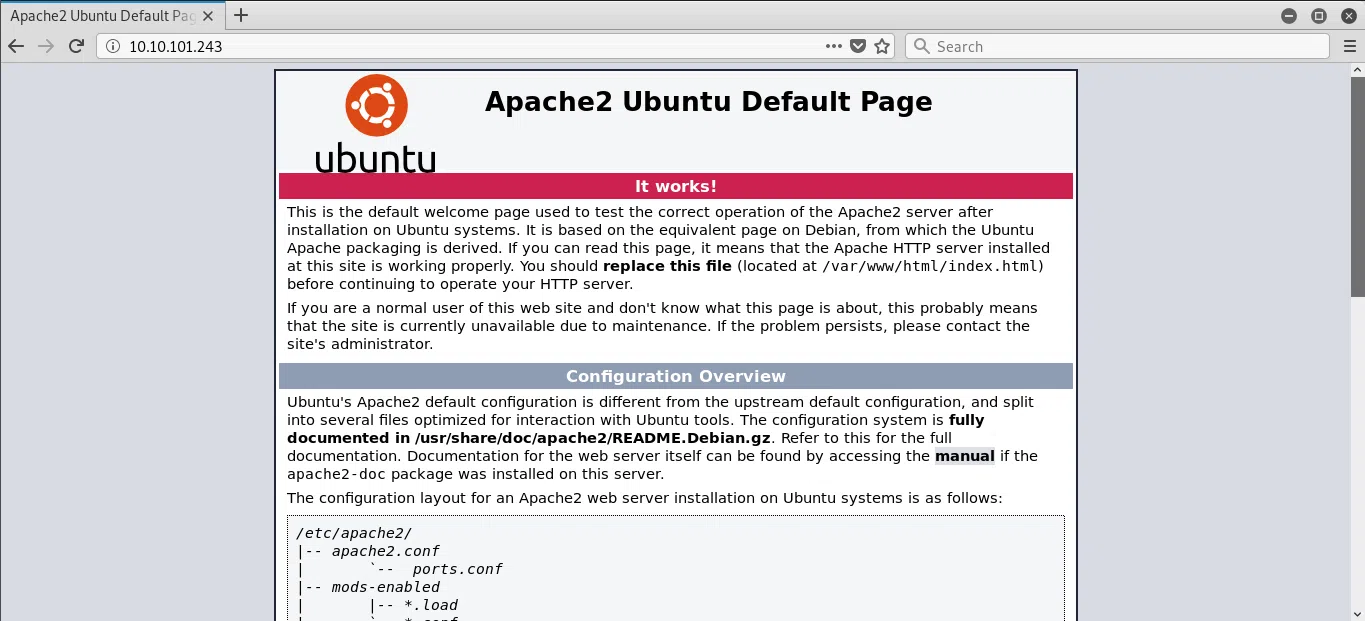 Apache2 Ubuntu Default Pag
10.10.101.243
Search
ubuntu
Apache2 Ubuntu Default Page
It works!
This is the default welcome page used to test the correct operation of the Apache2 server after
installation on Ubuntu systems. It is based on the equivalent page on Debian, from which the Ubuntu
Apache packaging is derived. If you can read this page, it means that the Apache HTTP server installed
at this site is working properly. You should replace this file (located at /var/www/html/index.html)
before continuing to operate your HTTP server.
If you are a normal user of this web site and don't know what this page is about, this probably means
that the site is currently unavailable due to maintenance. If the problem persists, please contact the
site's administrator.
Configuration Overview
Ubuntu's Apache2 default configuration is different from the upstream default configuration, and split
into several files optimized for interaction with Ubuntu tools. The configuration system is fully
documented in /usr/share/doc/apache2/README.Debian.gz. Refer to this for the full
documentation. Documentation for the web server itself can be found by accessing the manual if the
apache2-doc package was installed on this server.
The configuration layout for an Apache2 web server installation on Ubuntu systems is as follows:
/etc/apache2/
|-- apache2.conf
|       `--  ports.conf
|-- mods-enabled
|       |-- *.load
|       `-- *.conf